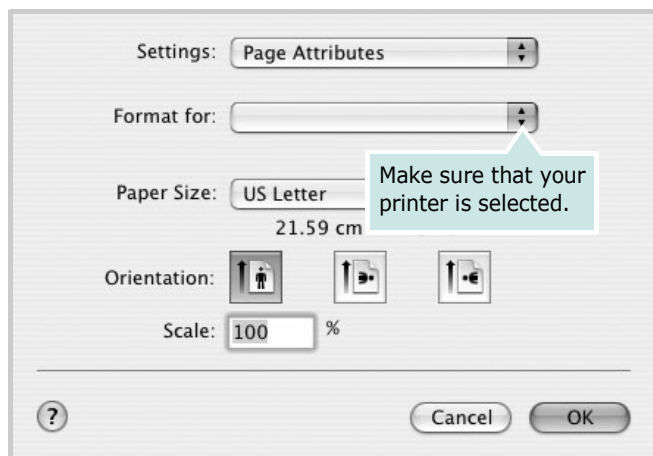 Settings: Page Attributes
Format for:
Make sure that your
printer is selected.
Paper Size: US Letter
21.59 cm
Orientation:
Scale: 100 %
? Cancel OK